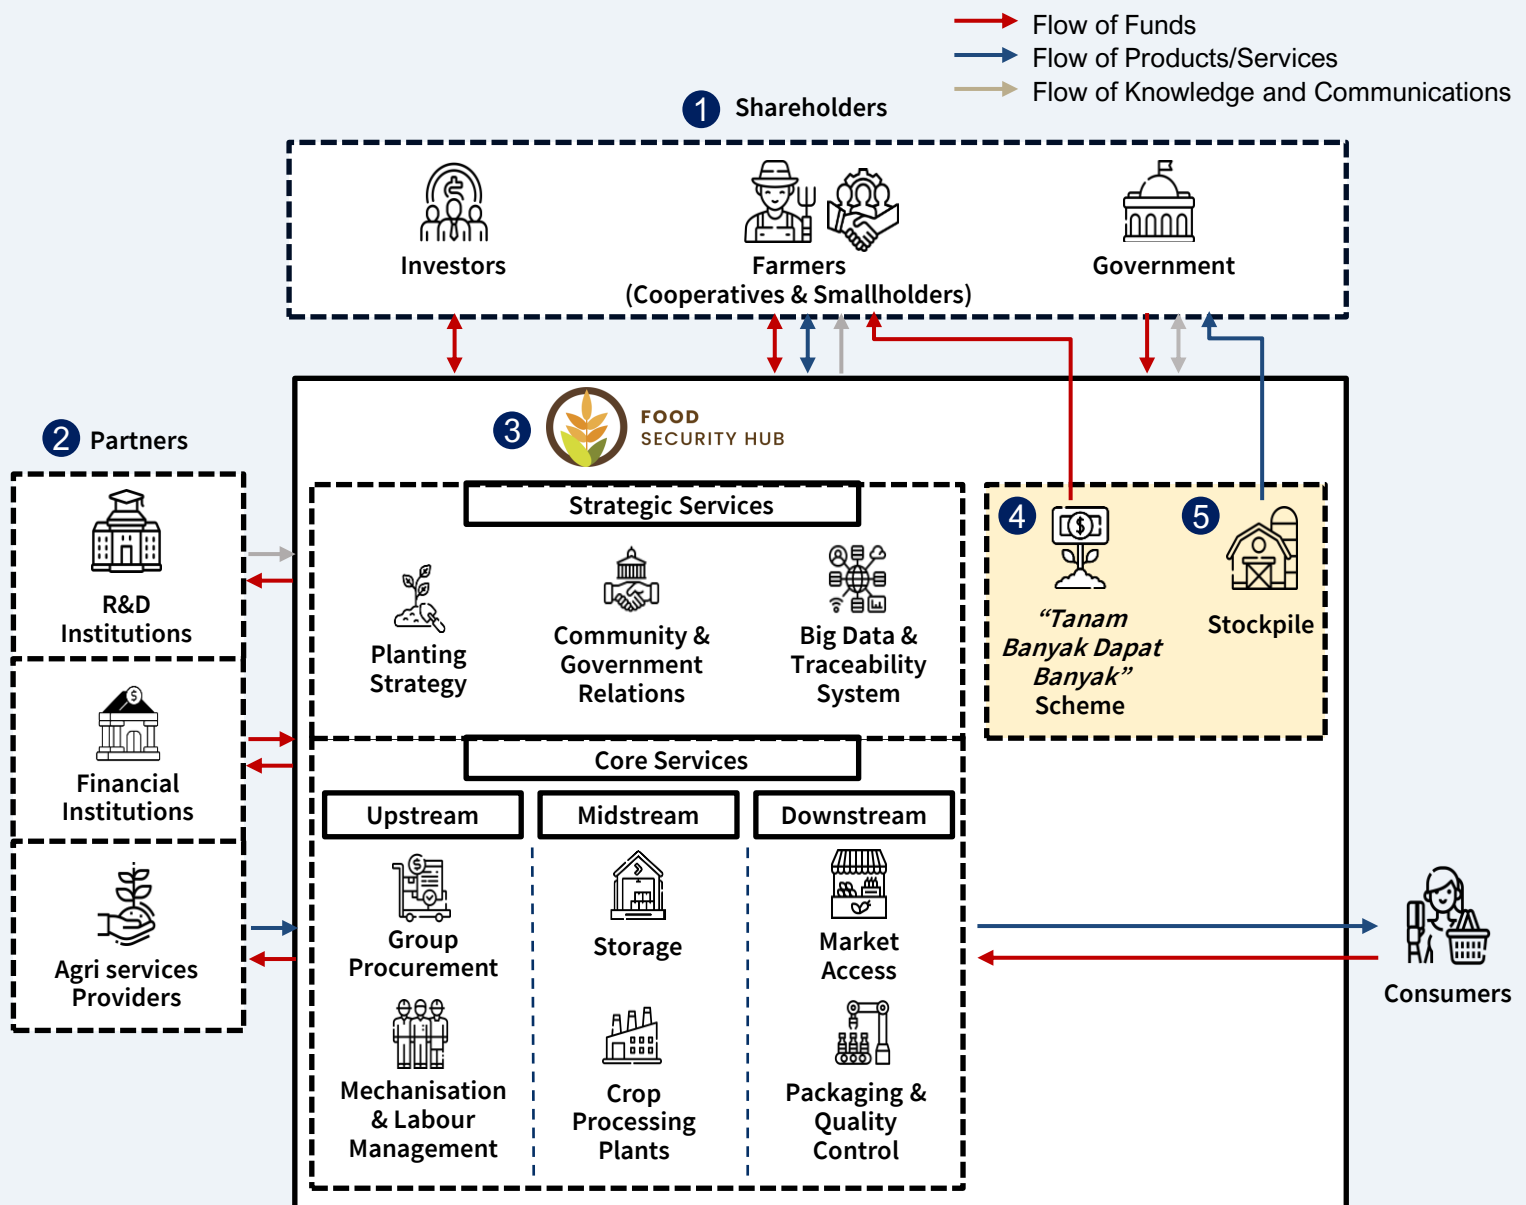 Flow of Funds
Flow of Products/Services
Flow of Knowledge and Communications
1 Shareholders
Investors
Farmers
(Cooperatives & Smallholders)
Government
2 Partners
R&D
Institutions
Financial
Institutions
Agri services
Providers
3 FOOD
SECURITY HUB
Strategic Services
Planting
Strategy
Community &
Government
Relations
Big Data &
Traceability
System
4
“Tanam
Banyak Dapat
Banyak”
Scheme
5
Stockpile
Core Services
Upstream
Midstream
Downstream
Group
Procurement
Storage
Market
Access
Mechanisation
& Labour
Management
Crop
Processing
Plants
Packaging &
Quality
Control
Consumers